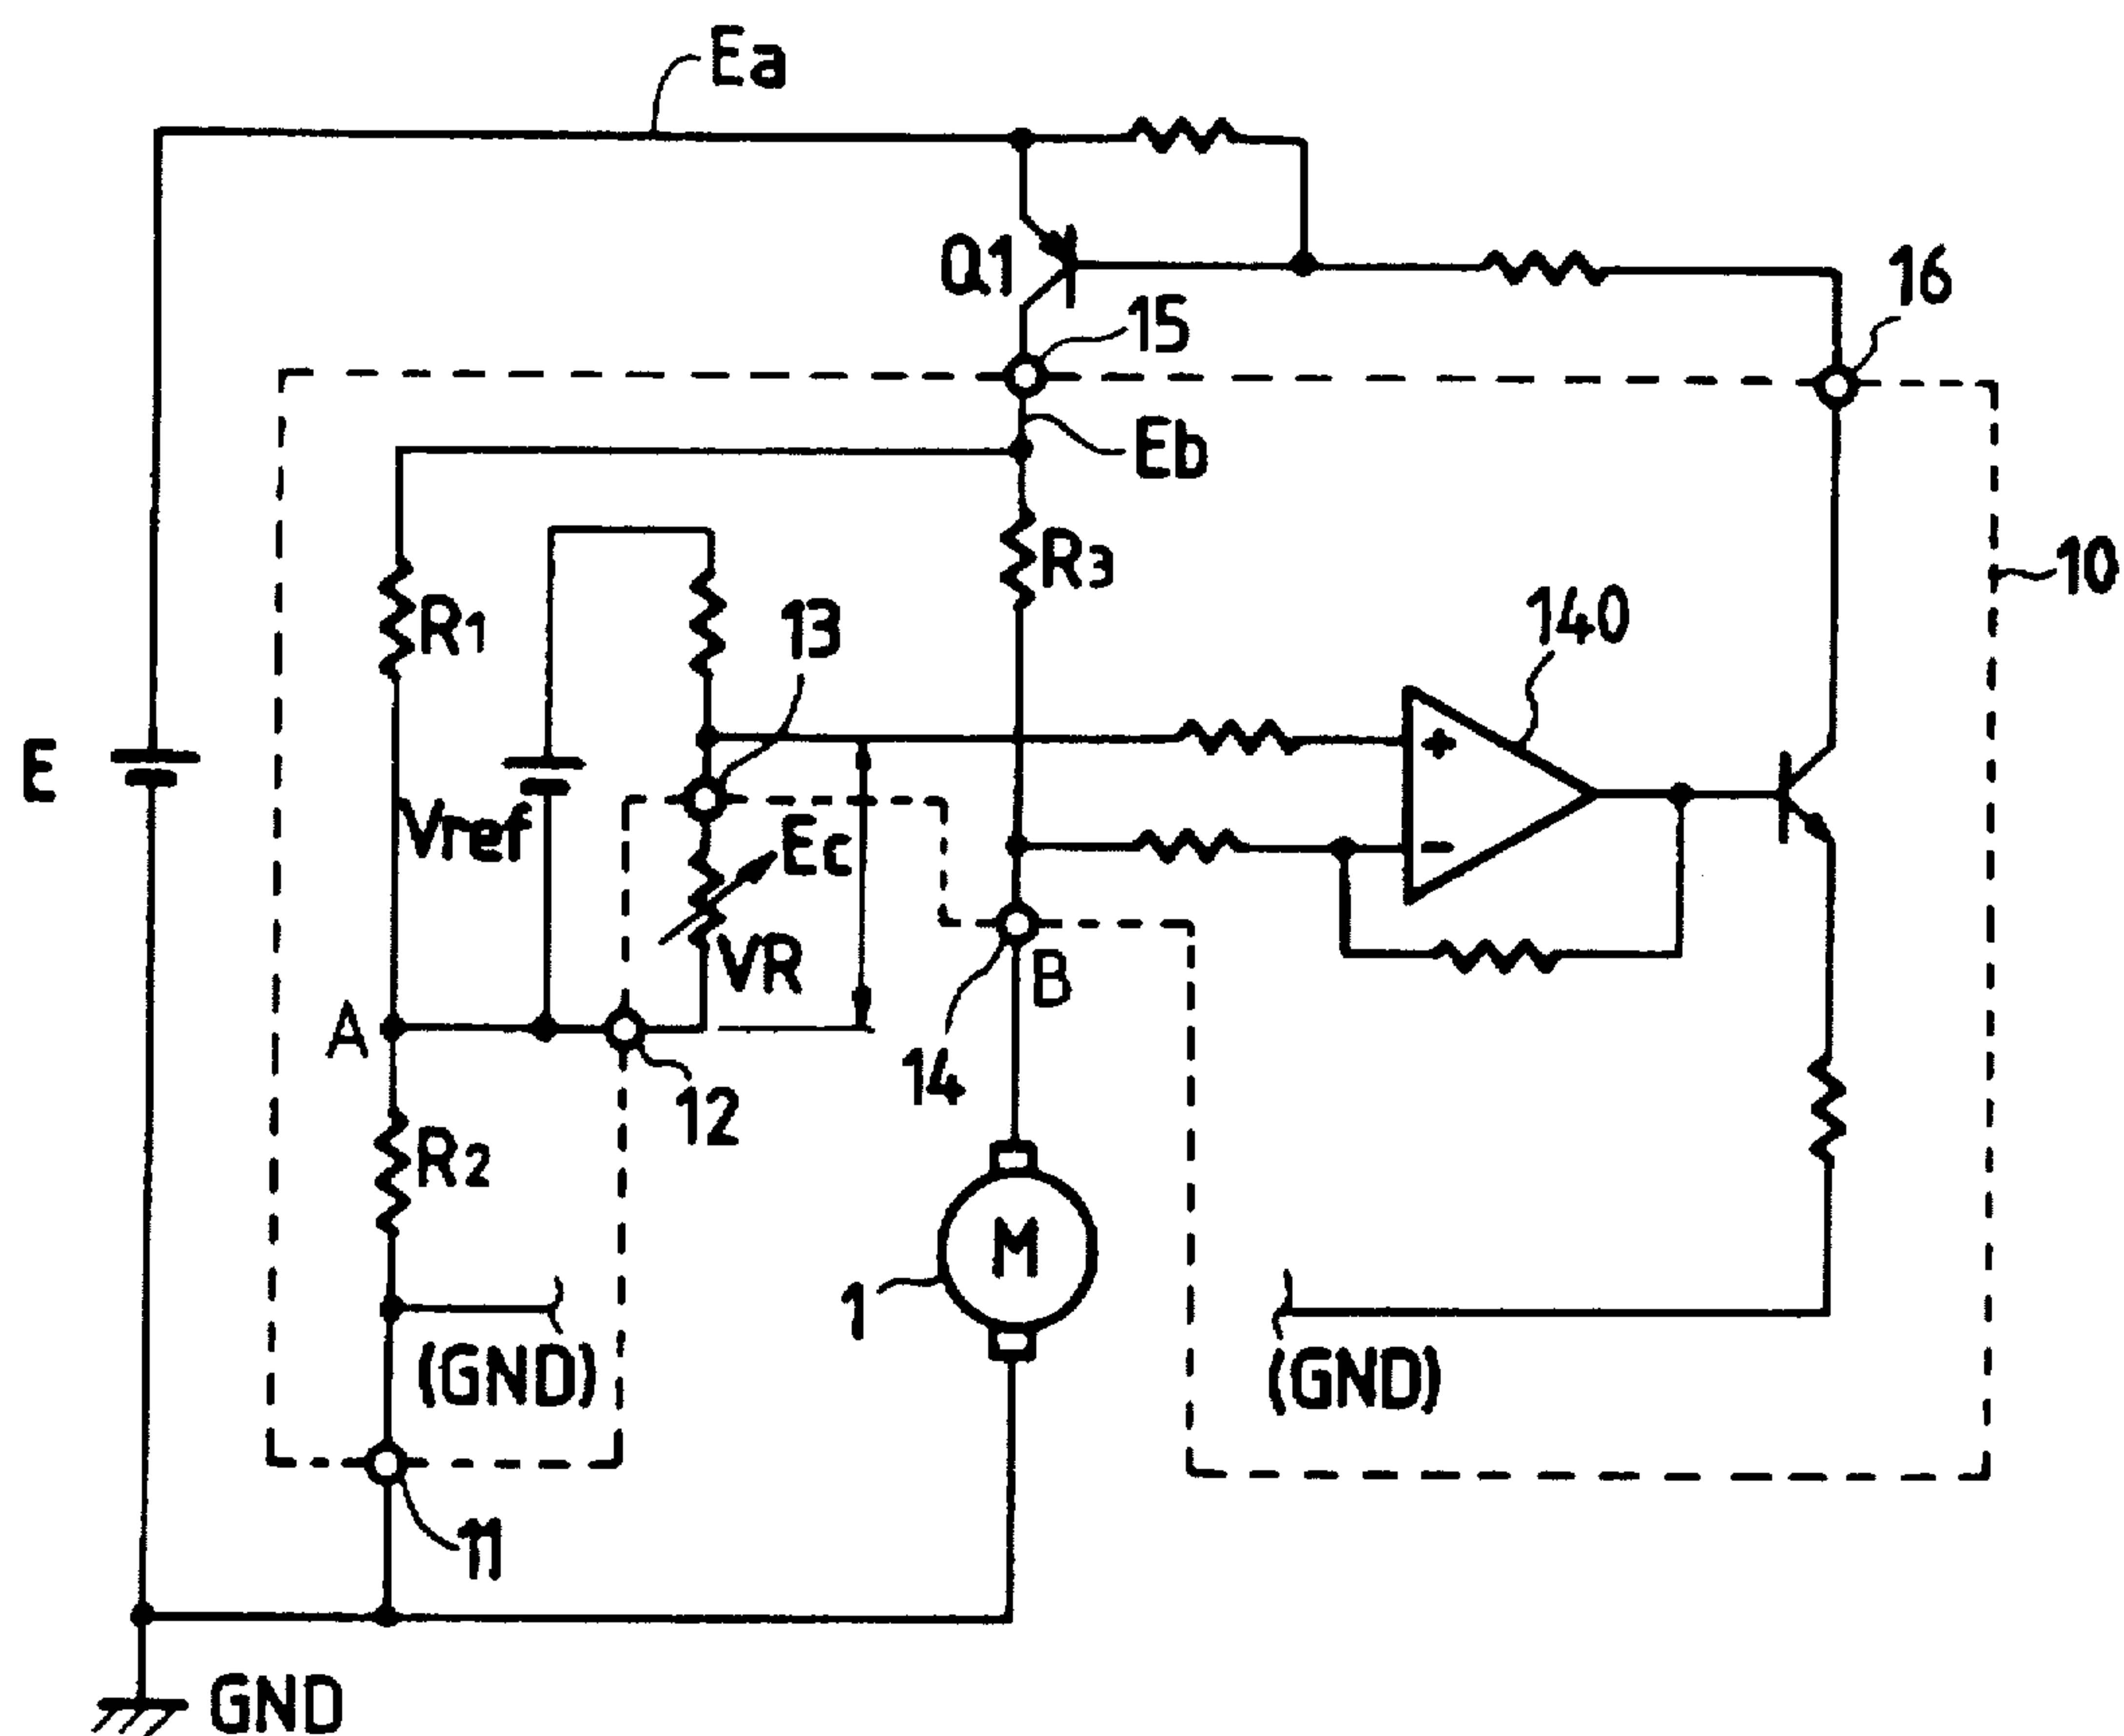 Ea
Q1
15
16
Eb
R3
10
R1
13
140
+
E
Vref
Ec
-
VR
B
A
14
12
R2
M
1
(GND)
(GND)
11
GND